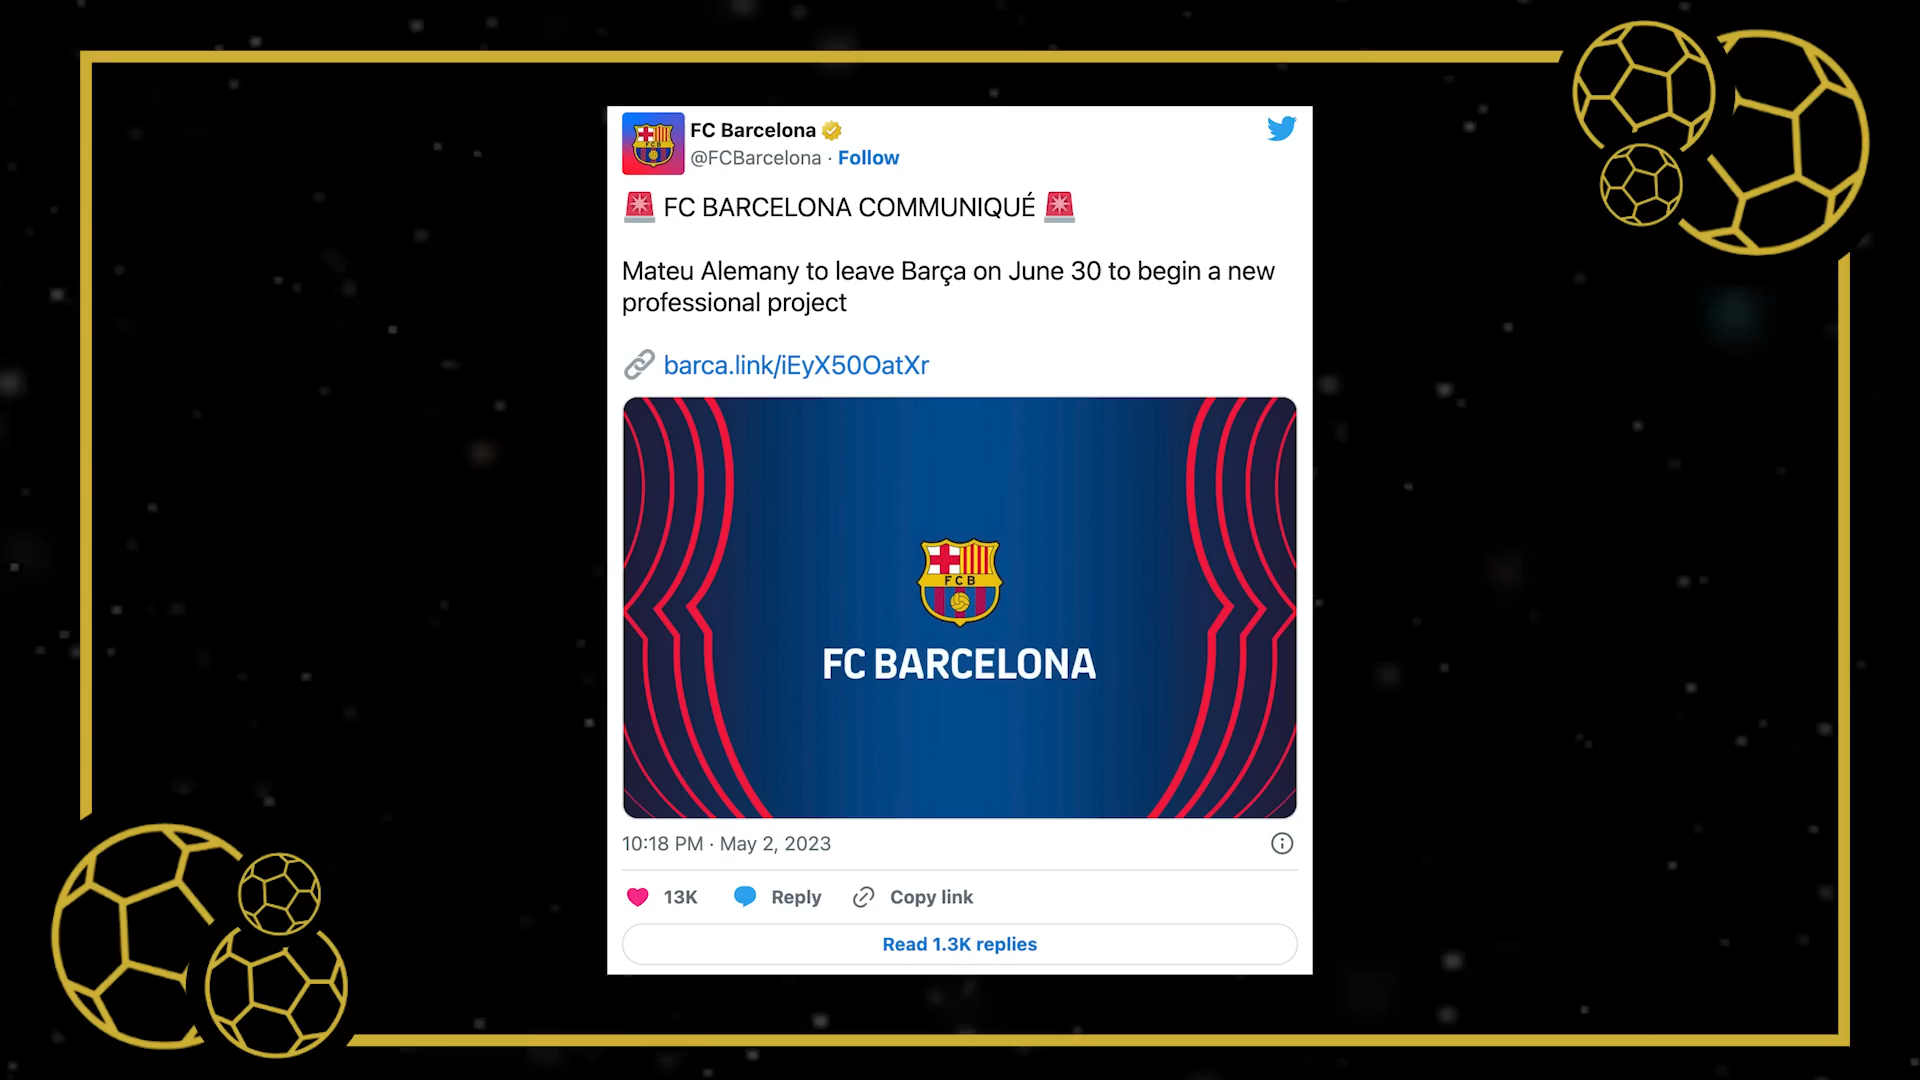 FC Barcelona
@FCBarcelona · Follow
🚨 FC BARCELONA COMMUNIQUÉ 🚨
Mateu Alemany to leave Barça on June 30 to begin a new
professional project
🔗 barca.link/iEyX50OatXr
FCB
FC BARCELONA
10:18 PM · May 2, 2023
13K Reply Copy link
Read 1.3K replies